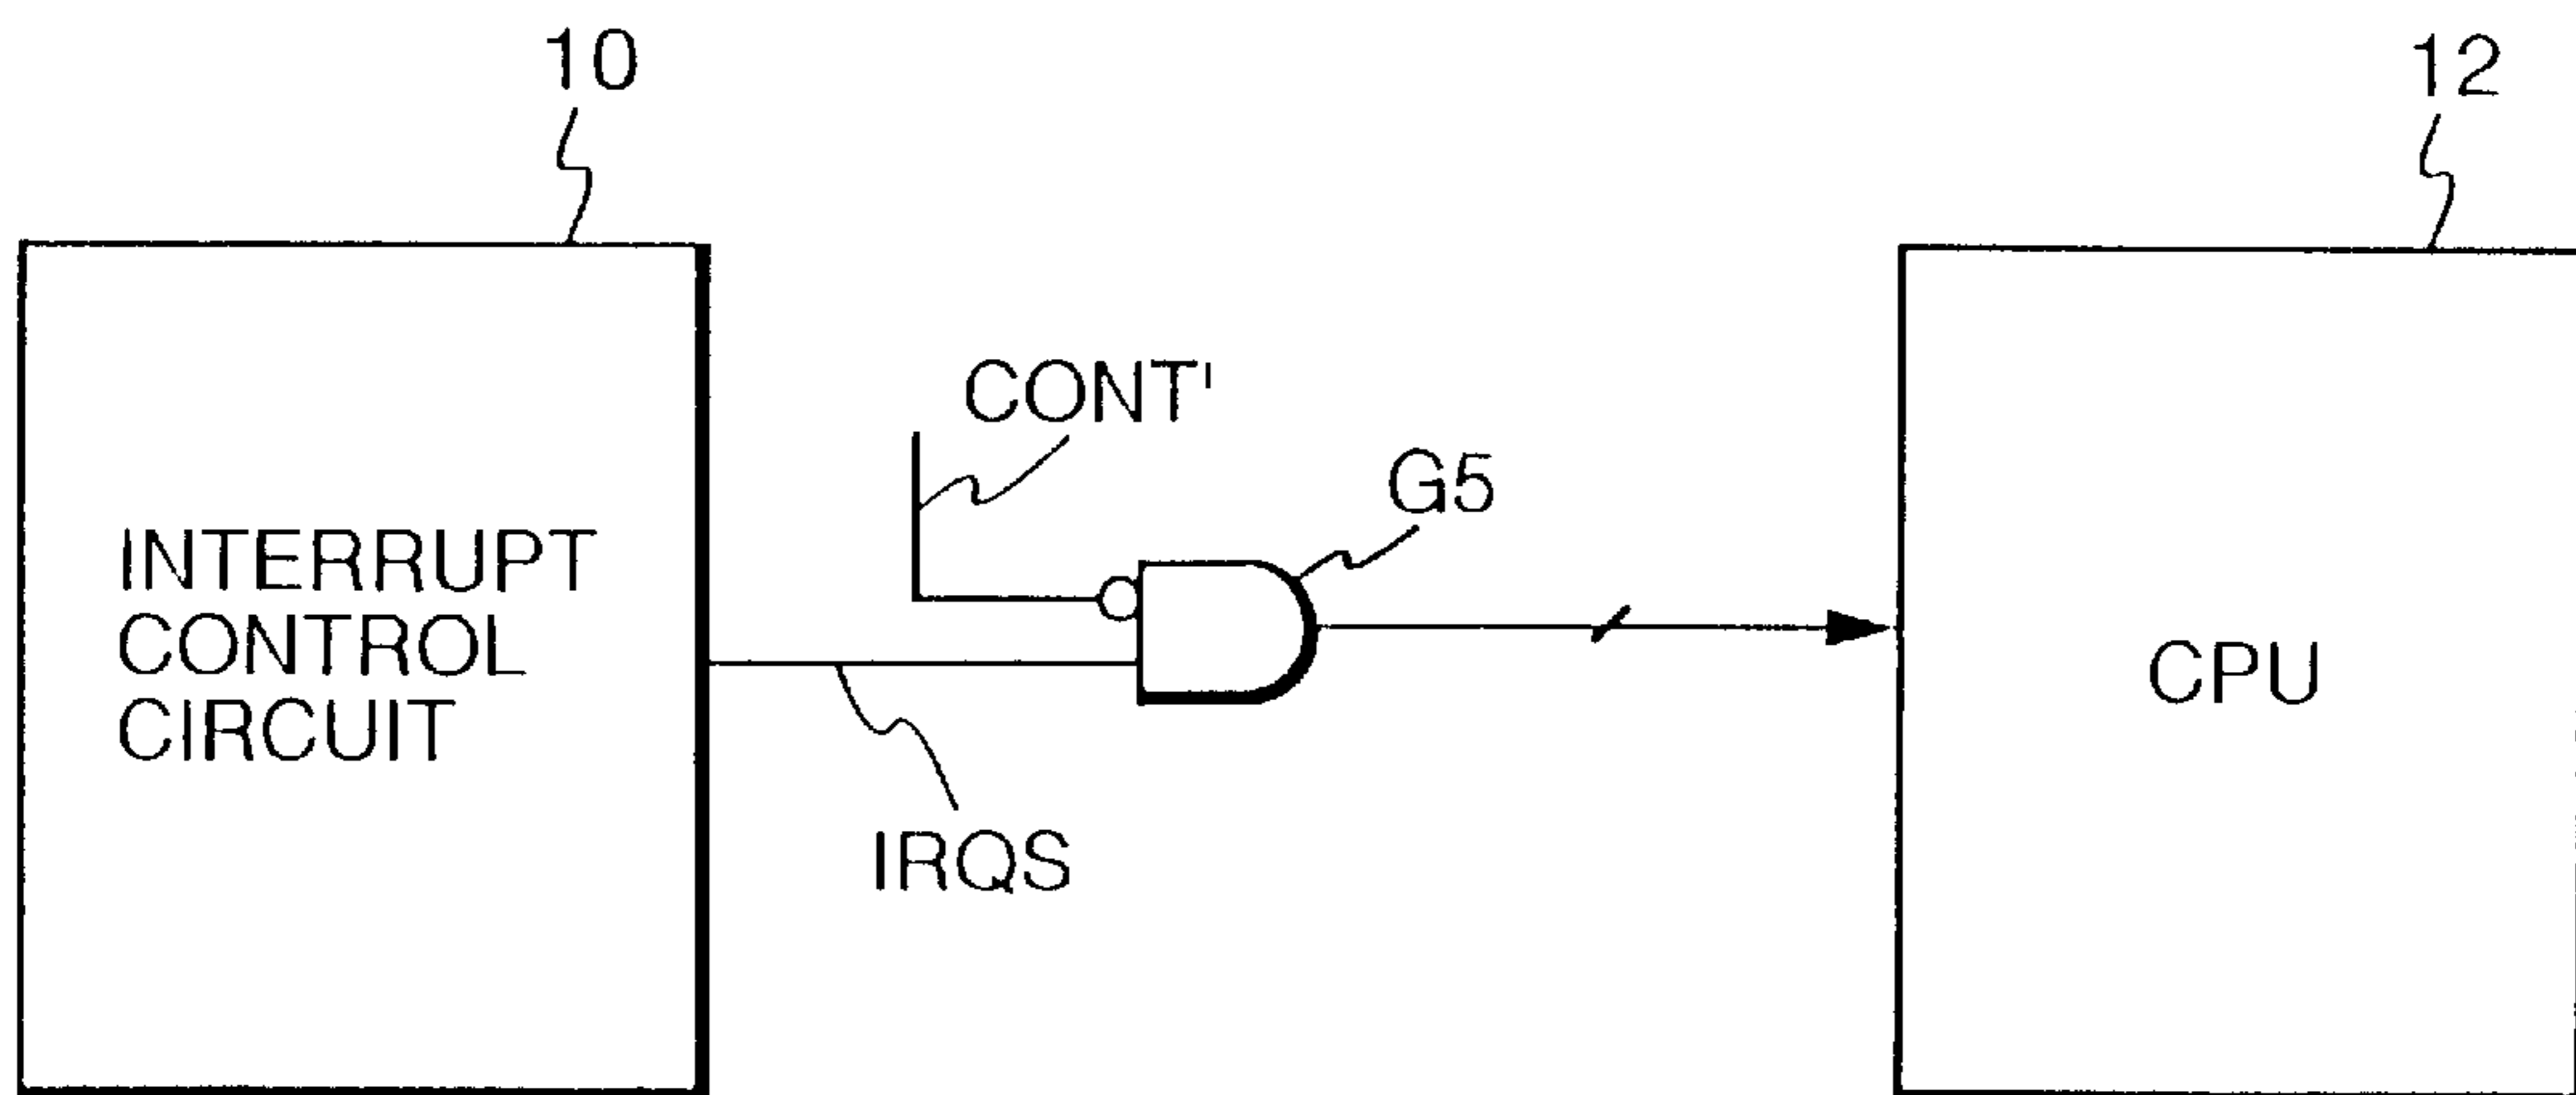 10
12
CONT'
G5
INTERRUPT
CONTROL
CIRCUIT
CPU
IRQS